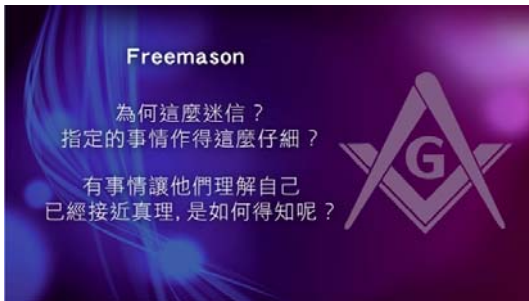 Freemason
為何這麼迷信？
指定的事情作得這麼仔細？
有事情讓他們理解自己
已經接近真理, 是如何得知呢？
G